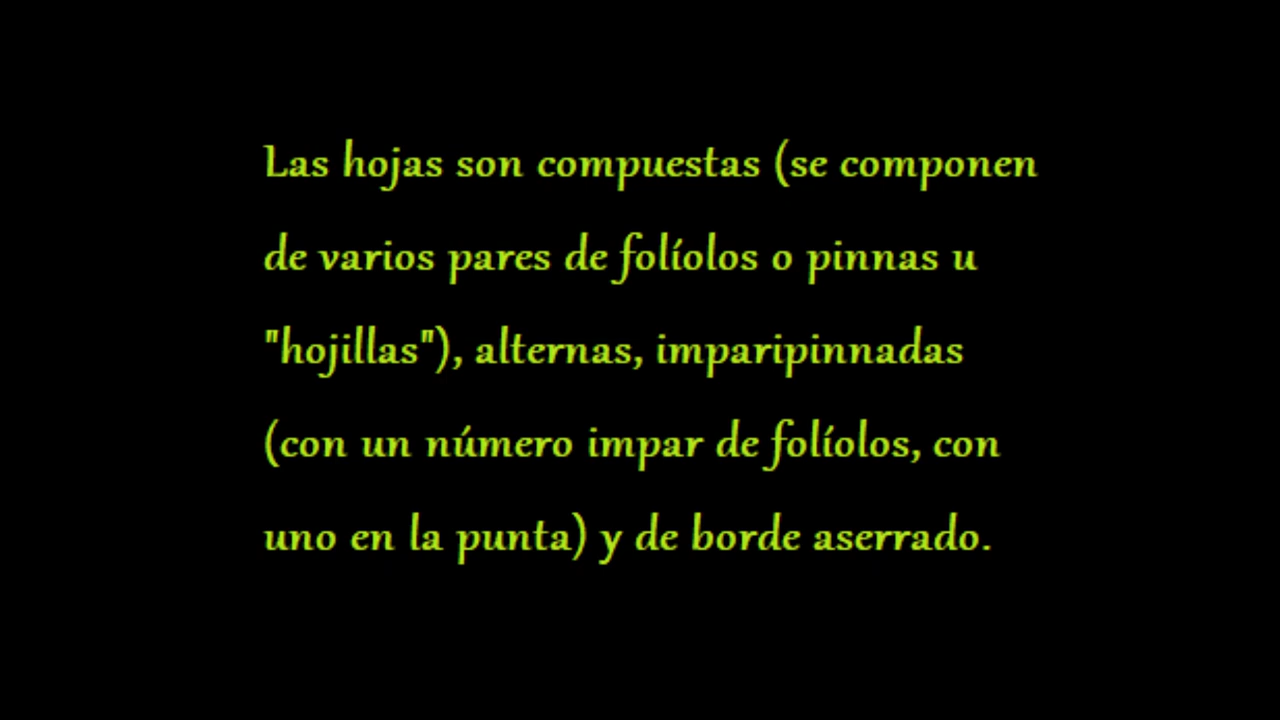 Las hojas son compuestas (se componen
de varios pares de folíolos o pinnas u
"hojillas"), alternas, imparipinnadas
(con un número impar de folíolos, con
uno en la punta) y de borde aserrado.